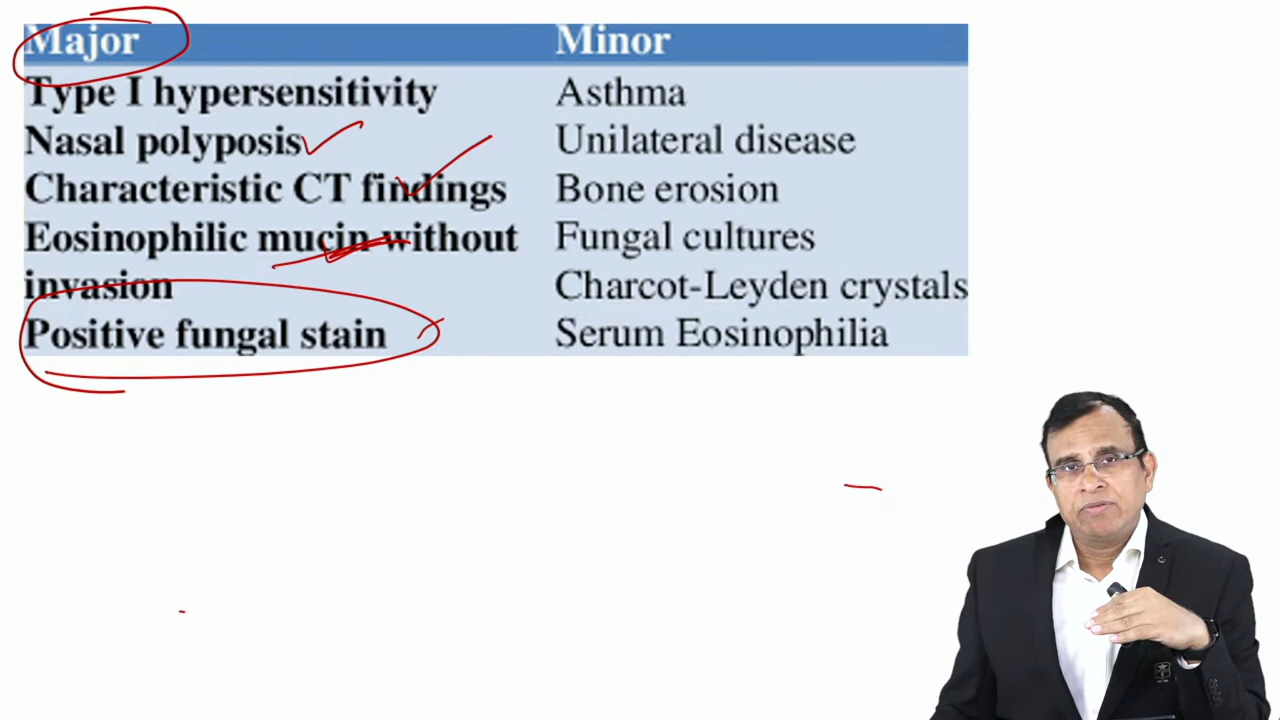 Major Minor
Type I hypersensitivity Asthma
Nasal polyposis Unilateral disease
Characteristic CT findings Bone erosion
Eosinophilic mucin without Fungal cultures
invasion Charcot-Leyden crystals
Positive fungal stain Serum Eosinophilia